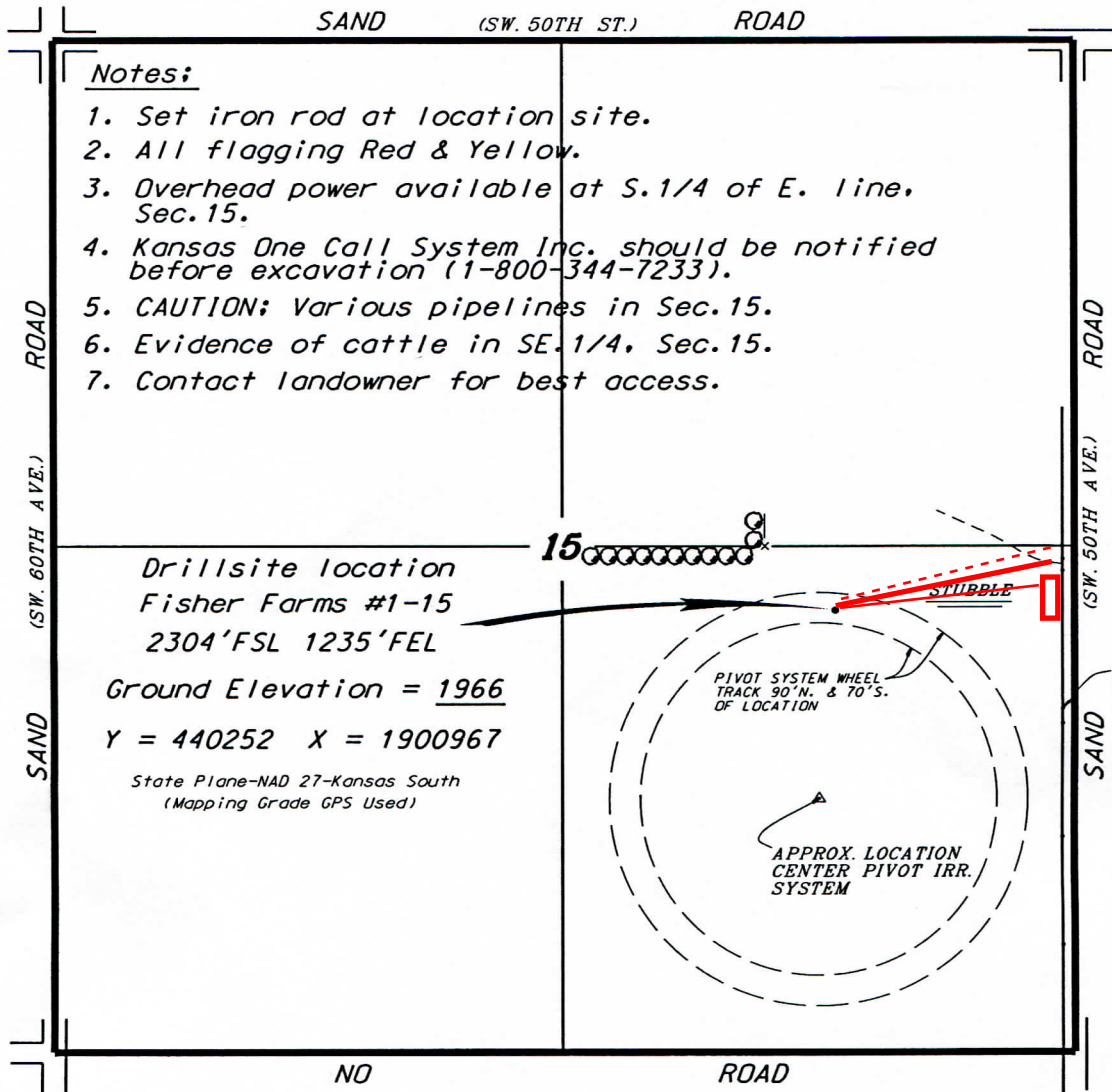 SAND (SW. 50TH ST.) ROAD
Notes:
1. Set iron rod at location site.
2. All flagging Red & Yellow.
3. Overhead power available at S.1/4 of E. line,
Sec.15.
4. Kansas One Call System Inc. should be notified
before excavation (1-800-344-7233).
5. CAUTION: Various pipelines in Sec.15.
6. Evidence of cattle in SE.1/4, Sec.15.
7. Contact landowner for best access.
ROAD
(SW. 60TH AVE.)
SAND
ROAD
(SW. 50TH AVE.)
SAND
15
Drillsite location
Fisher Farms #1-15
2304'FSL 1235'FEL
Ground Elevation = 1966
Y = 440252 X = 1900967
State Plane-NAD 27-Kansas South
(Mapping Grade GPS Used)
STUBBLE
PIVOT SYSTEM WHEEL
TRACK 90'N. & 70'S.
OF LOCATION
APPROX. LOCATION
CENTER PIVOT IRR.
SYSTEM
NO ROAD